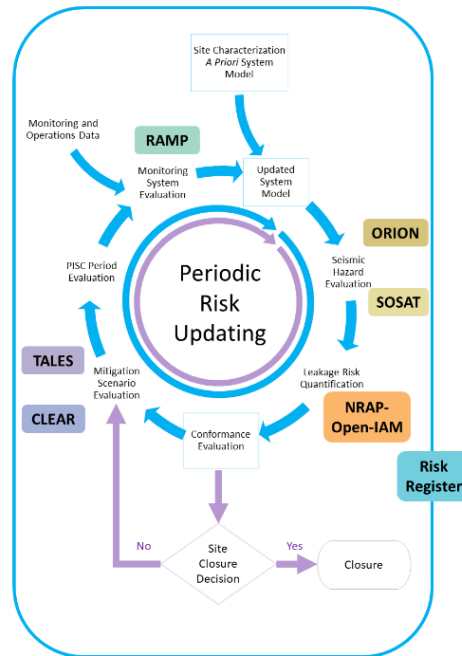 Site Characterization
A Priori System
Model
Monitoring and
Operations Data
RAMP
Monitoring
System
Evaluation
Updated
System
Model
ORION
Seismic
Hazard
Evaluation
SOSAT
PISC Period
Evaluation
Periodic
Risk
Updating
TALES
Mitigation
Scenario
Evaluation
CLEAR
Leakage Risk
Quantification
NRAP-
Open-IAM
Conformance
Evaluation
Risk
Register
No
Site
Closure
Decision
Yes
Closure